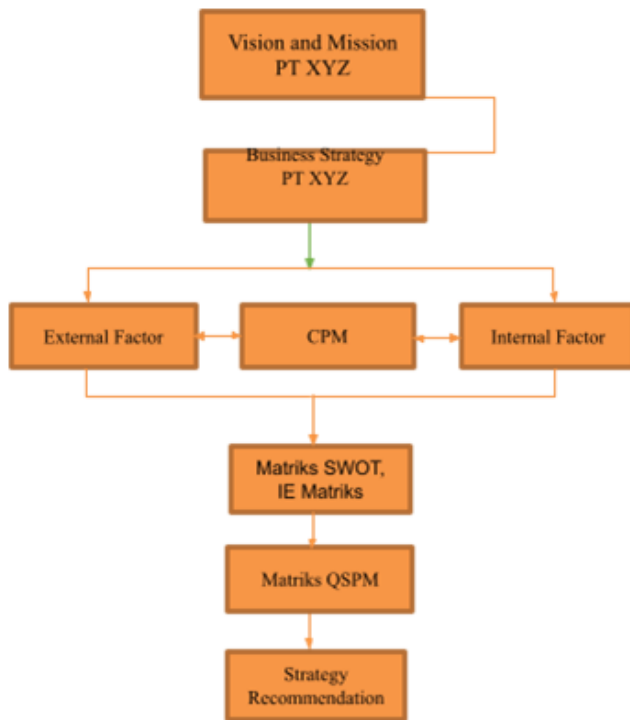 Vision and Mission
PT XYZ
Business Strategy
PT XYZ
External Factor
CPM
Internal Factor
Matriks SWOT,
IE Matriks
Matriks QSPM
Strategy
Recommendation